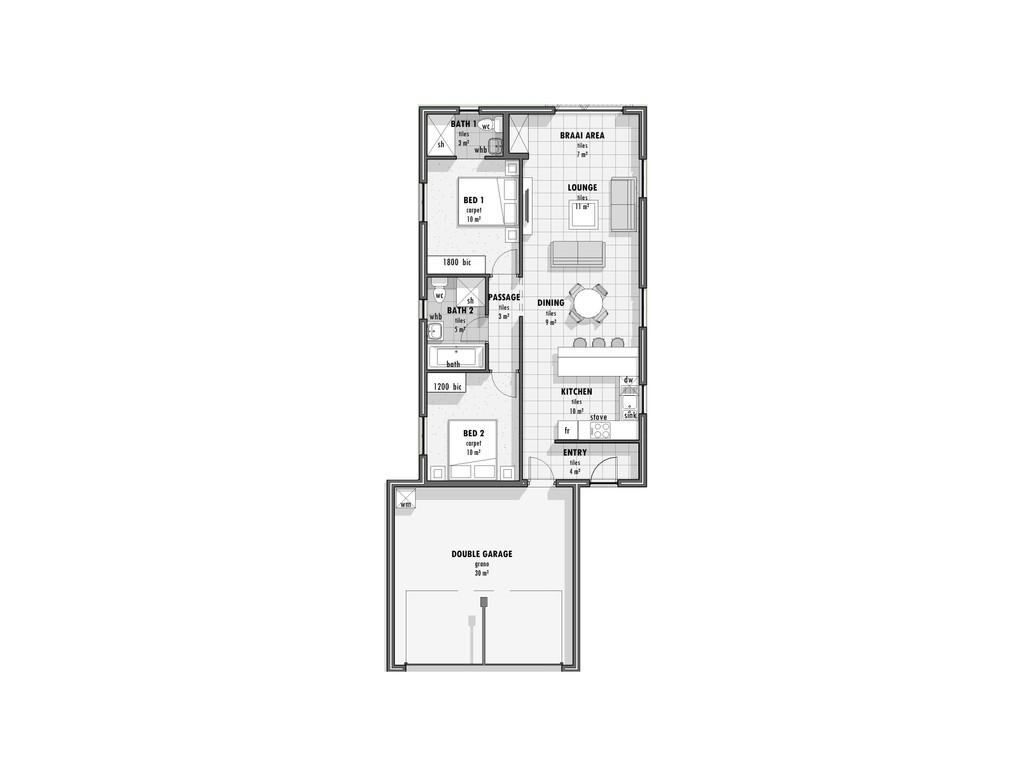 BATH 1
tiles
3 m²
wc
whb
sh
BRAAI AREA
tiles
7 m²
LOUNGE
tiles
11 m²
BED 1
carpet
10 m²
1800 bic
wc
sh
BATH 2
tiles
5 m²
whb
bath
PASSAGE
tiles
3 m²
DINING
tiles
9 m²
1200 bic
dw
KITCHEN
tiles
10 m²
sink
stove
fr
BED 2
carpet
10 m²
ENTRY
tiles
4 m²
wm
DOUBLE GARAGE
grano
30 m²